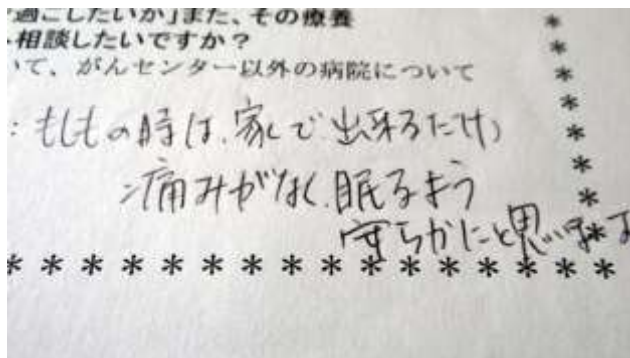 過ごしたいか」また、その療養
相談したいですか？
いて、がんセンター以外の病院について
：もしもの時は、家で出来るだけ
痛みがなく、眠るよう
安らかにと思います
* * * * * * * * * * * * * * * *